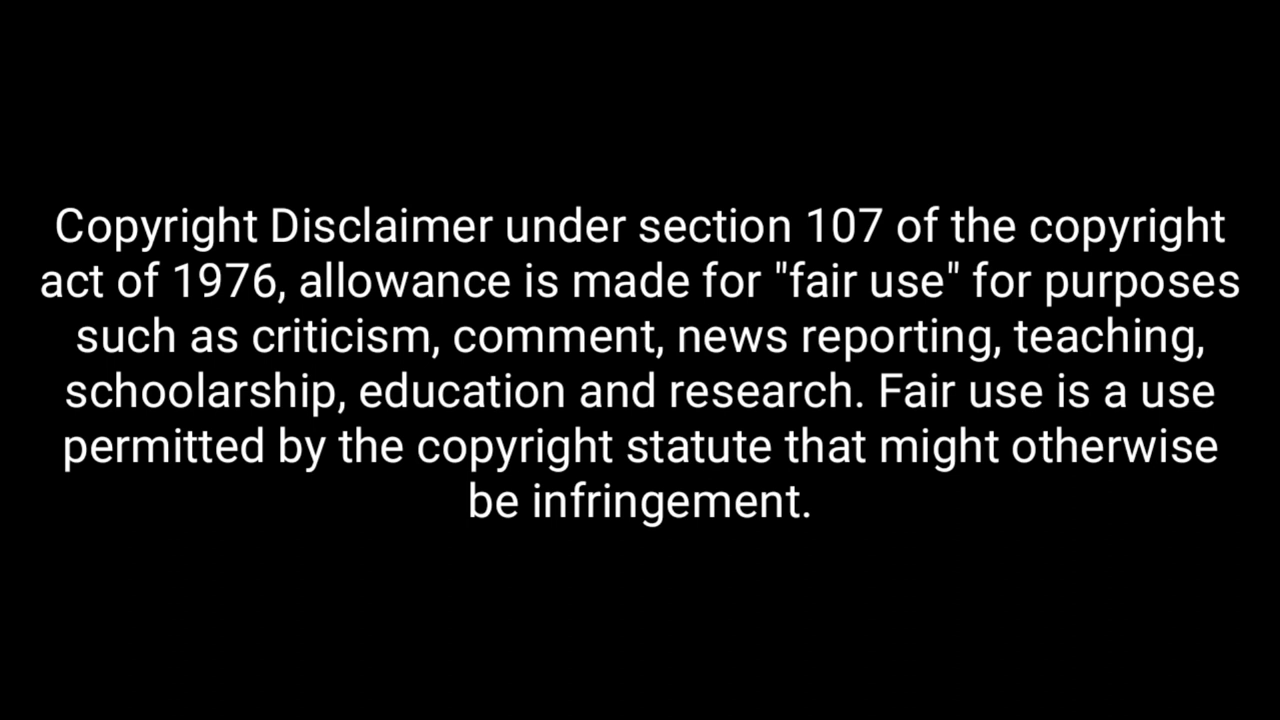 Copyright Disclaimer under section 107 of the copyright
act of 1976, allowance is made for "fair use" for purposes
such as criticism, comment, news reporting, teaching,
schoolarship, education and research. Fair use is a use
permitted by the copyright statute that might otherwise
be infringement.